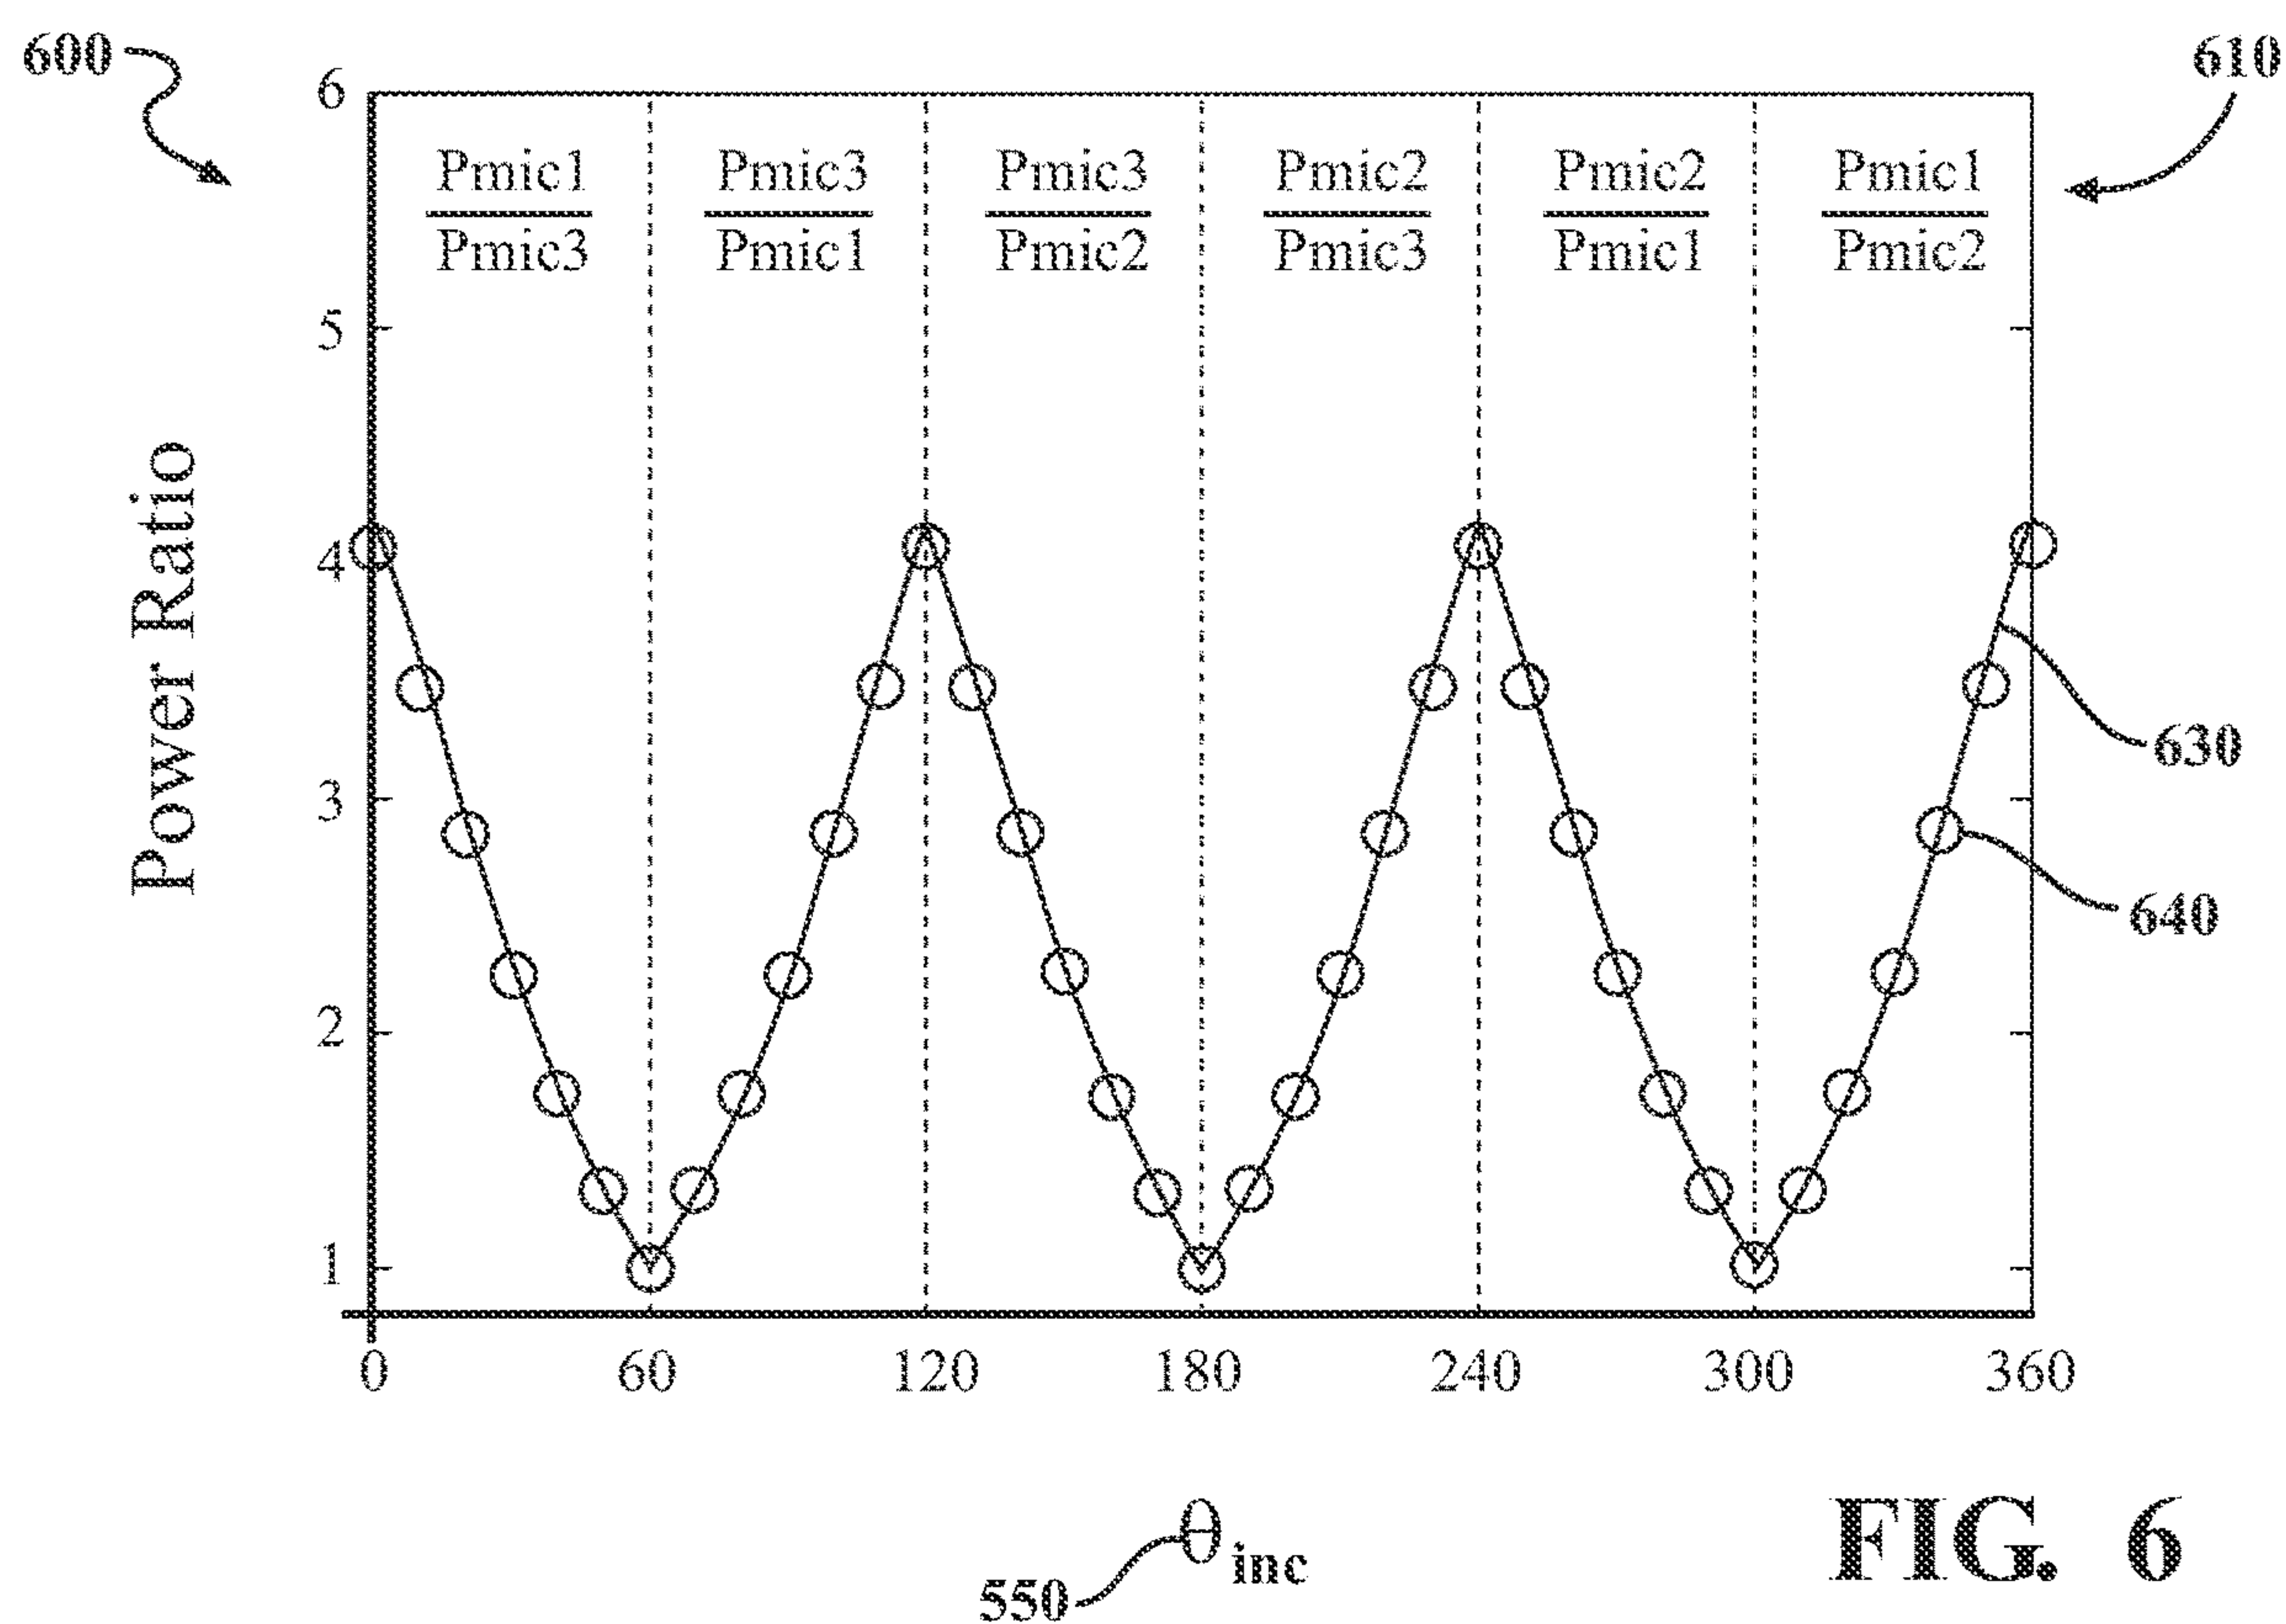 600
610
6
Pmic1 Pmic3 Pmic3 Pmic2 Pmic2 Pmic1
Pmic3 Pmic1 Pmic2 Pmic3 Pmic1 Pmic2
5
4
Power Ratio
3
630
640
2
1
0 60 120 180 240 300 360
θinc
550
FIG. 6